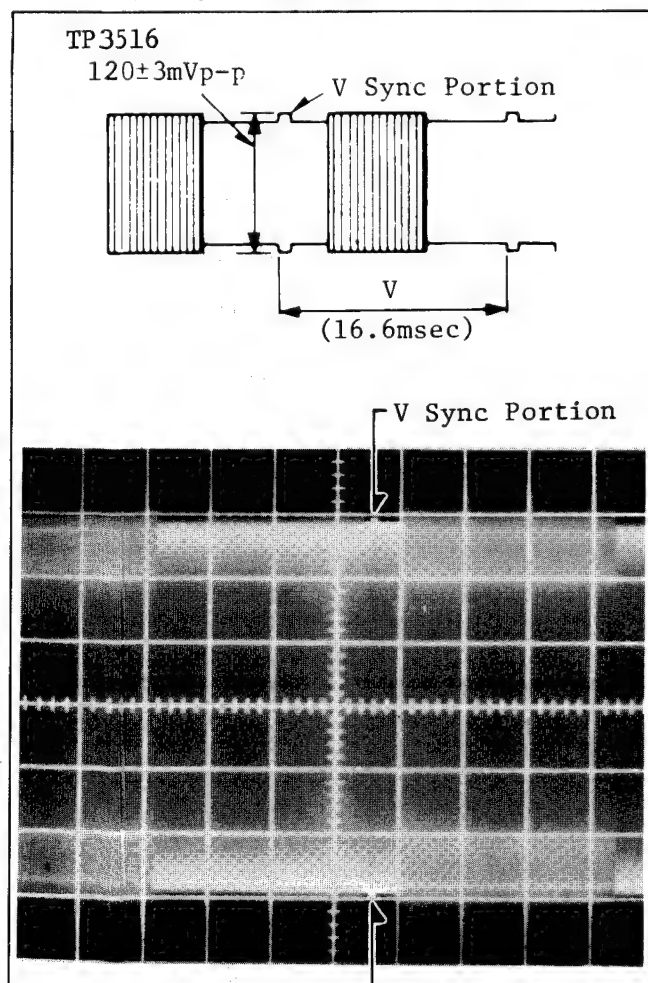 TP3516
120±3mVp-p
V Sync Portion
V
(16.6msec)
V Sync Portion